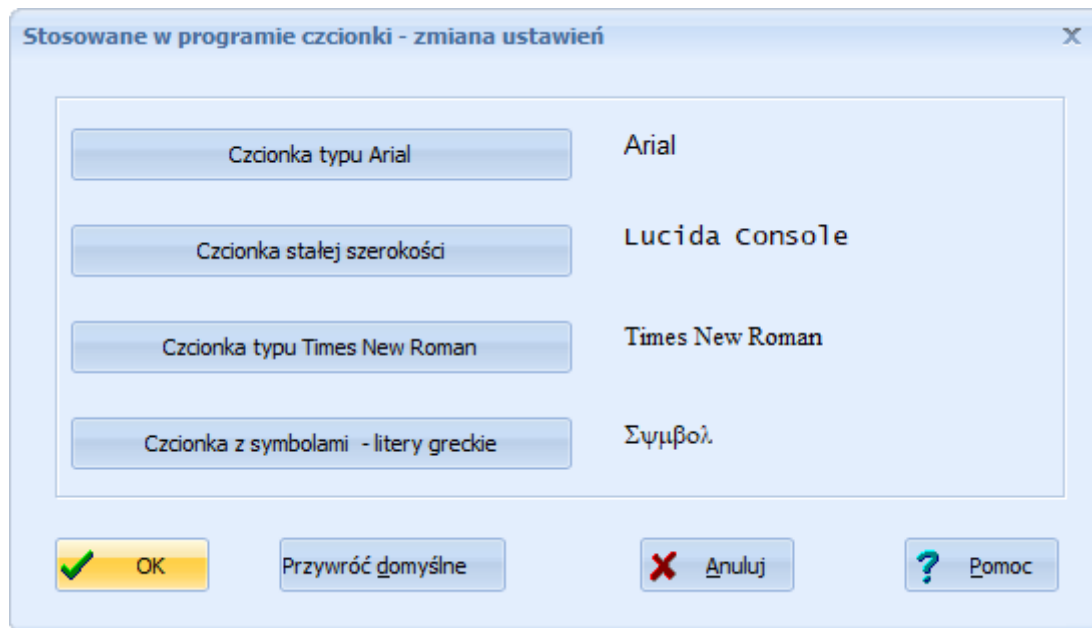 Stosowane w programie czcionki - zmiana ustawień
Czcionka typu Arial Arial
Czcionka stałej szerokości Lucida Console
Czcionka typu Times New Roman Times New Roman
Czcionka z symbolami - litery greckie Σψμβολ
OK Przywróć domyślne Anuluj Pomoc